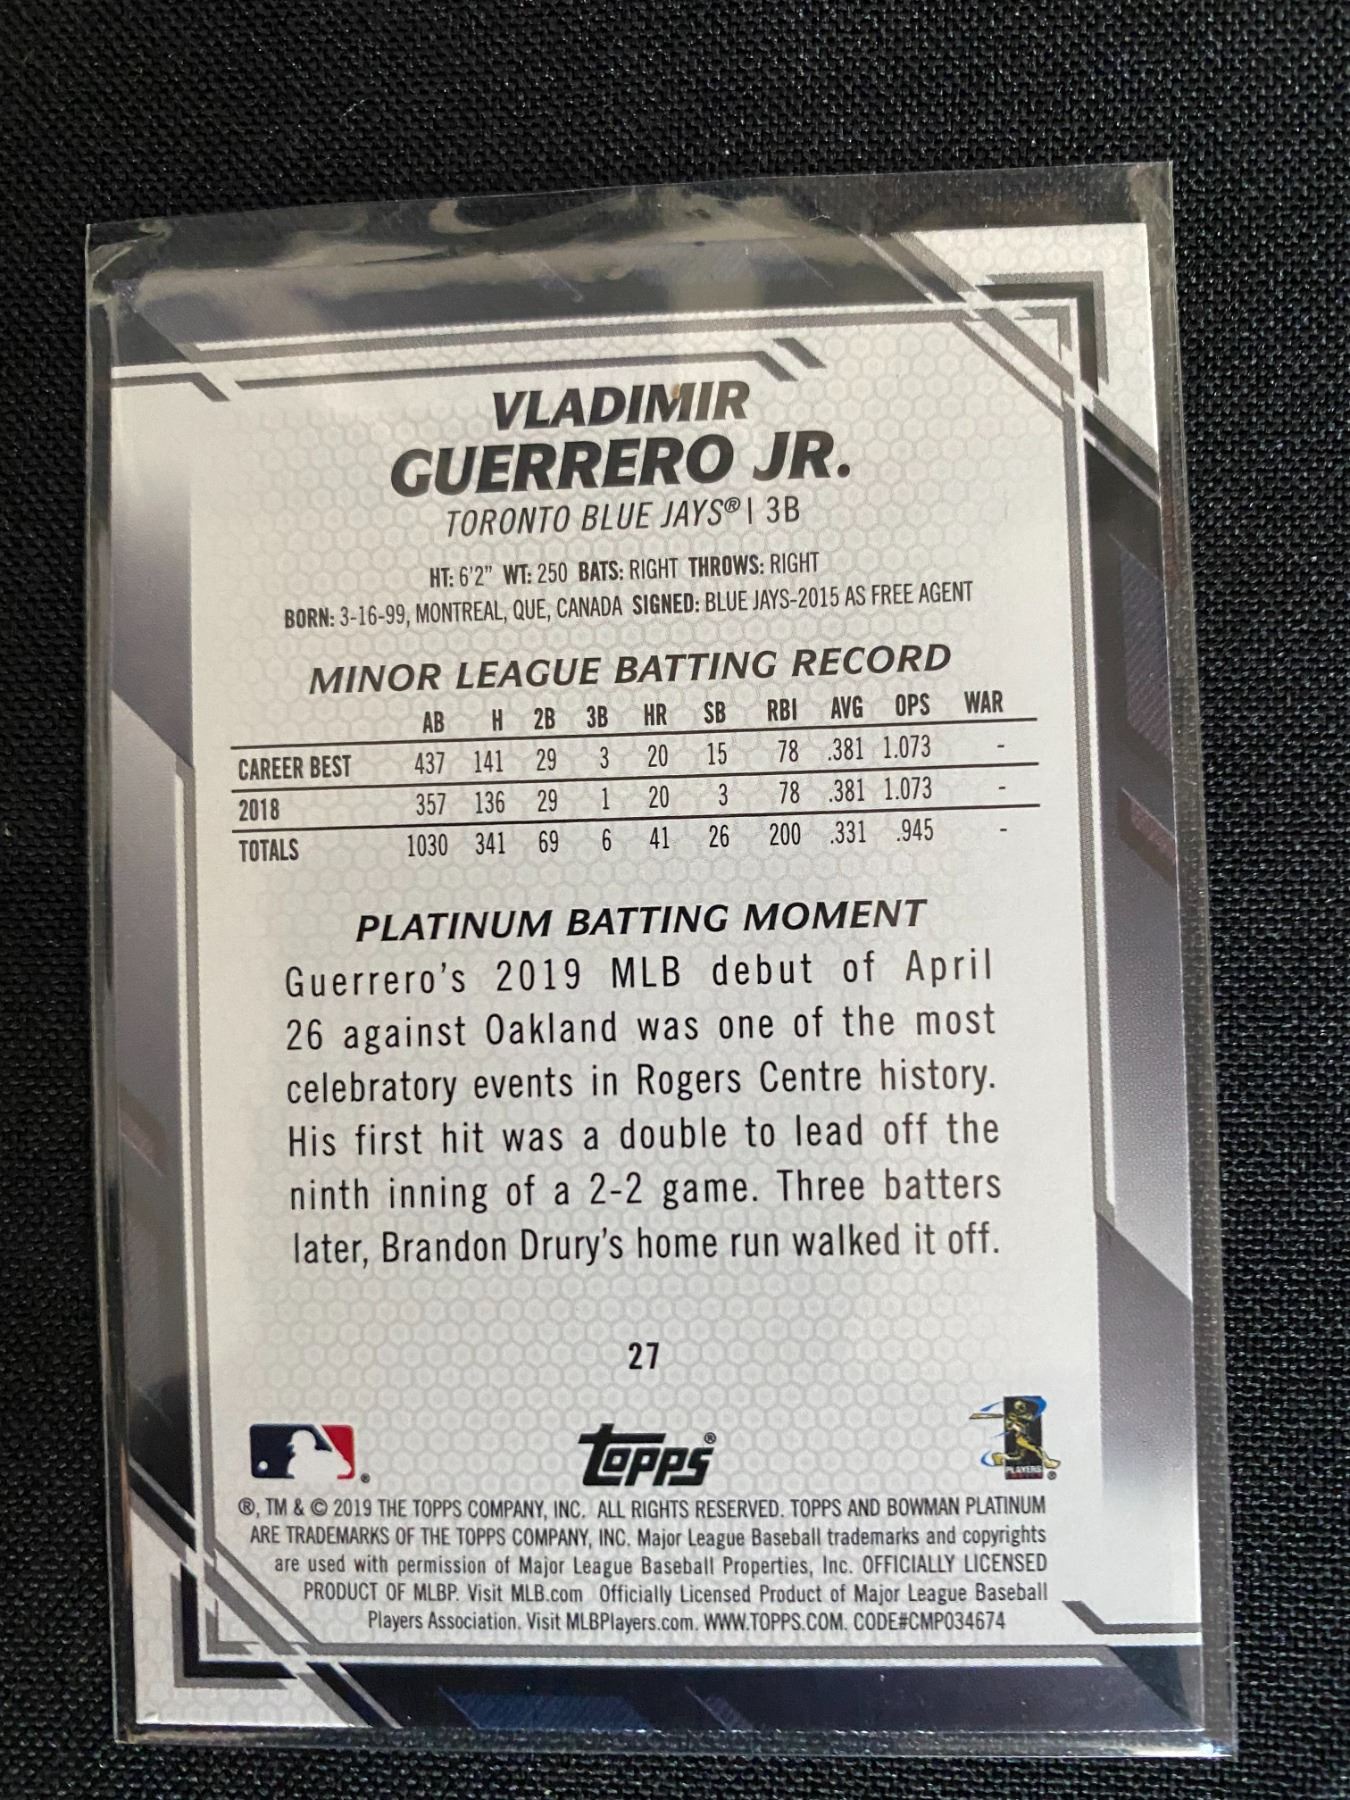 VLADIMIR
GUERRERO JR.
TORONTO BLUE JAYS® | 3B
HT: 6'2" WT: 250 BATS: RIGHT THROWS: RIGHT
BORN: 3-16-99, MONTREAL, QUE, CANADA SIGNED: BLUE JAYS-2015 AS FREE AGENT
MINOR LEAGUE BATTING RECORD
AB H 2B 3B HR SB RBI AVG OPS WAR
CAREER BEST 437 141 29 3 20 15 78 .381 1.073 -
2018 357 136 29 1 20 3 78 .381 1.073 -
TOTALS 1030 341 69 6 41 26 200 .331 .945 -
PLATINUM BATTING MOMENT
Guerrero's 2019 MLB debut of April
26 against Oakland was one of the most
celebratory events in Rogers Centre history.
His first hit was a double to lead off the
ninth inning of a 2-2 game. Three batters
later, Brandon Drury's home run walked it off.
27
®
topps®
PLAYERS
®
®, TM & © 2019 THE TOPPS COMPANY, INC. ALL RIGHTS RESERVED. TOPPS AND BOWMAN PLATINUM
ARE TRADEMARKS OF THE TOPPS COMPANY, INC. Major League Baseball trademarks and copyrights
are used with permission of Major League Baseball Properties, Inc. OFFICIALLY LICENSED
PRODUCT OF MLBP. Visit MLB.com Officially Licensed Product of Major League Baseball
Players Association. Visit MLBPlayers.com. WWW.TOPPS.COM. CODE#CMP034674